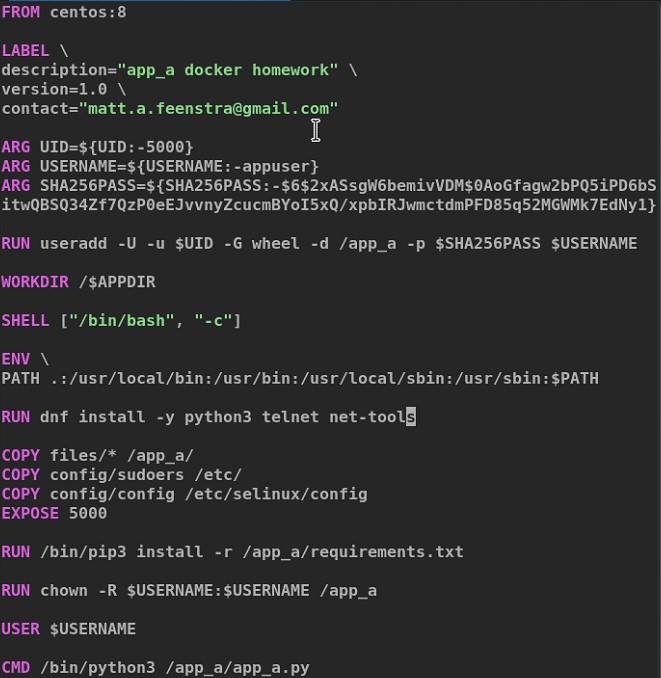 FROM centos:8
LABEL \
description="app_a docker homework" \
version=1.0 \
contact="matt.a.feenstra@gmail.com"
ARG UID=${UID:-5000}
ARG USERNAME=${USERNAME:-appuser}
ARG SHA256PASS=${SHA256PASS:-$6$2xASsgW6bemivVDM$0AoGfagw2bPQ5iPD6bS
itwQBSQ34Zf7QzP0eEJvvnyZcucmBYoI5xQ/xpbIRJwmctdmPFD85q52MGWMk7EdNy1}
RUN useradd -U -u $UID -G wheel -d /app_a -p $SHA256PASS $USERNAME
WORKDIR /$APPDIR
SHELL ["/bin/bash", "-c"]
ENV \
PATH .:/usr/local/bin:/usr/bin:/usr/local/sbin:/usr/sbin:$PATH
RUN dnf install -y python3 telnet net-tools
COPY files/* /app_a/
COPY config/sudoers /etc/
COPY config/config /etc/selinux/config
EXPOSE 5000
RUN /bin/pip3 install -r /app_a/requirements.txt
RUN chown -R $USERNAME:$USERNAME /app_a
USER $USERNAME
CMD /bin/python3 /app_a/app_a.py